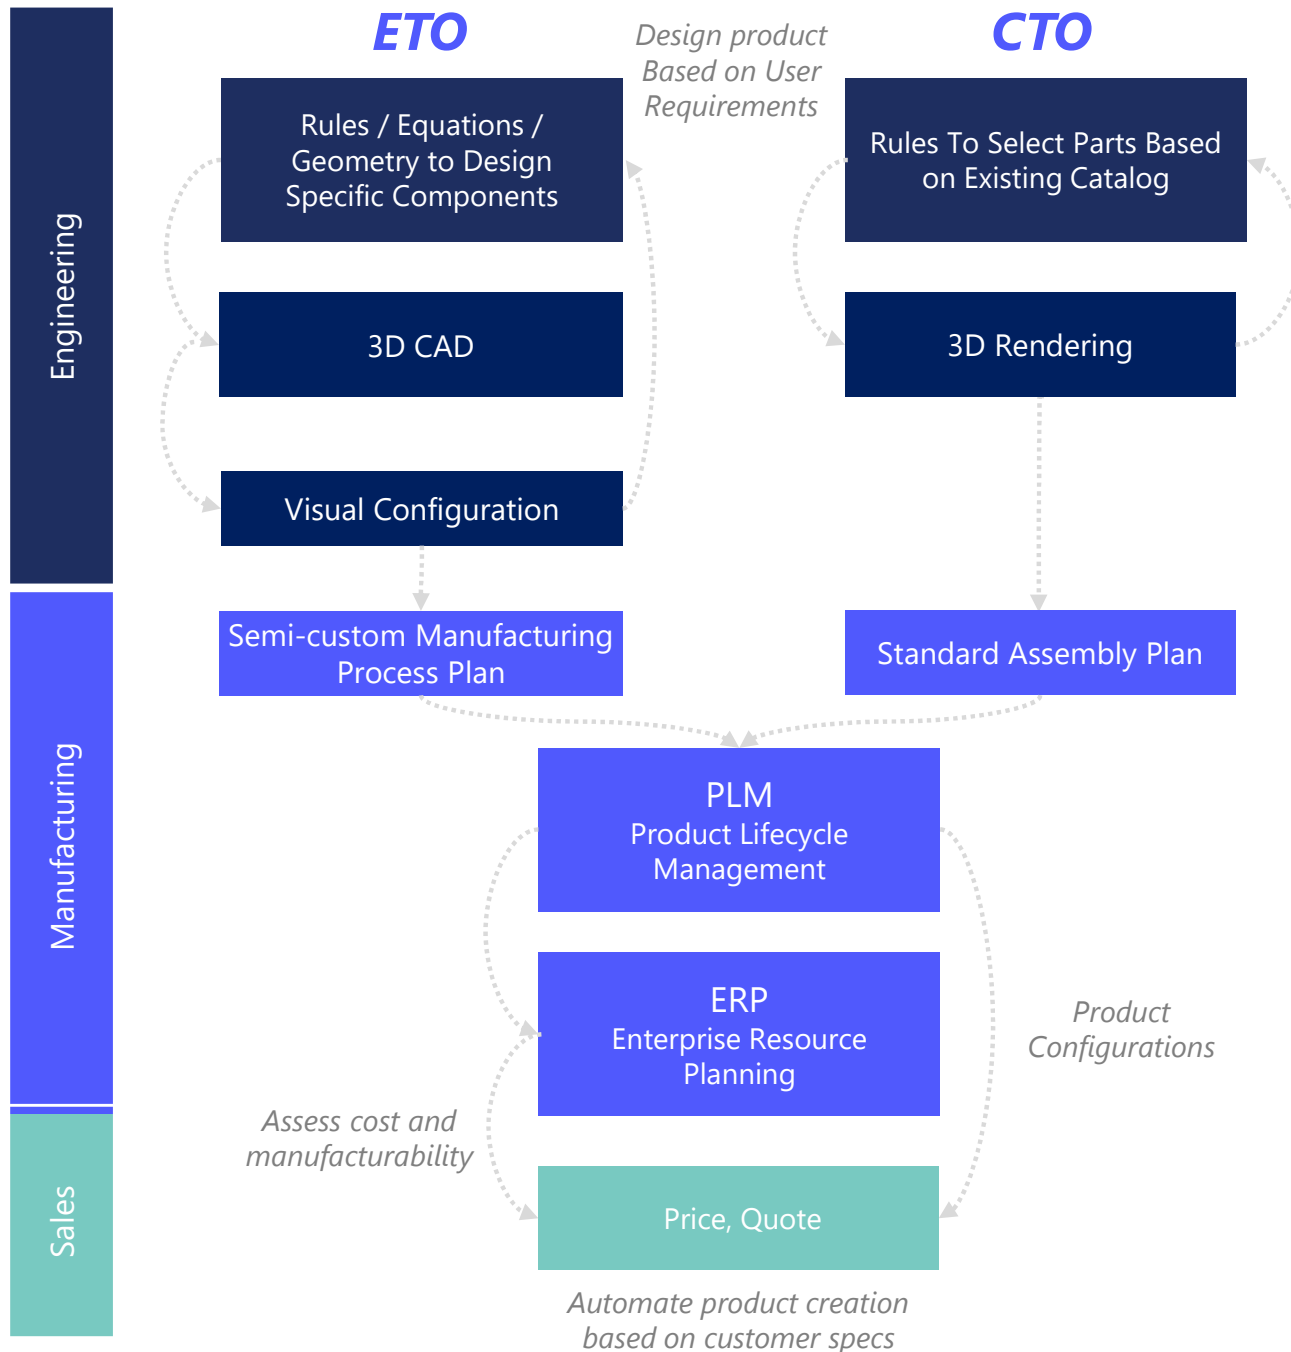 ETO
Design product
Based on User
Requirements
CTO
Engineering
Rules / Equations /
Geometry to Design
Specific Components
Rules To Select Parts Based
on Existing Catalog
3D CAD
3D Rendering
Visual Configuration
Manufacturing
Semi-custom Manufacturing
Process Plan
Standard Assembly Plan
PLM
Product Lifecycle
Management
ERP
Enterprise Resource
Planning
Product
Configurations
Assess cost and
manufacturability
Sales
Price, Quote
Automate product creation
based on customer specs